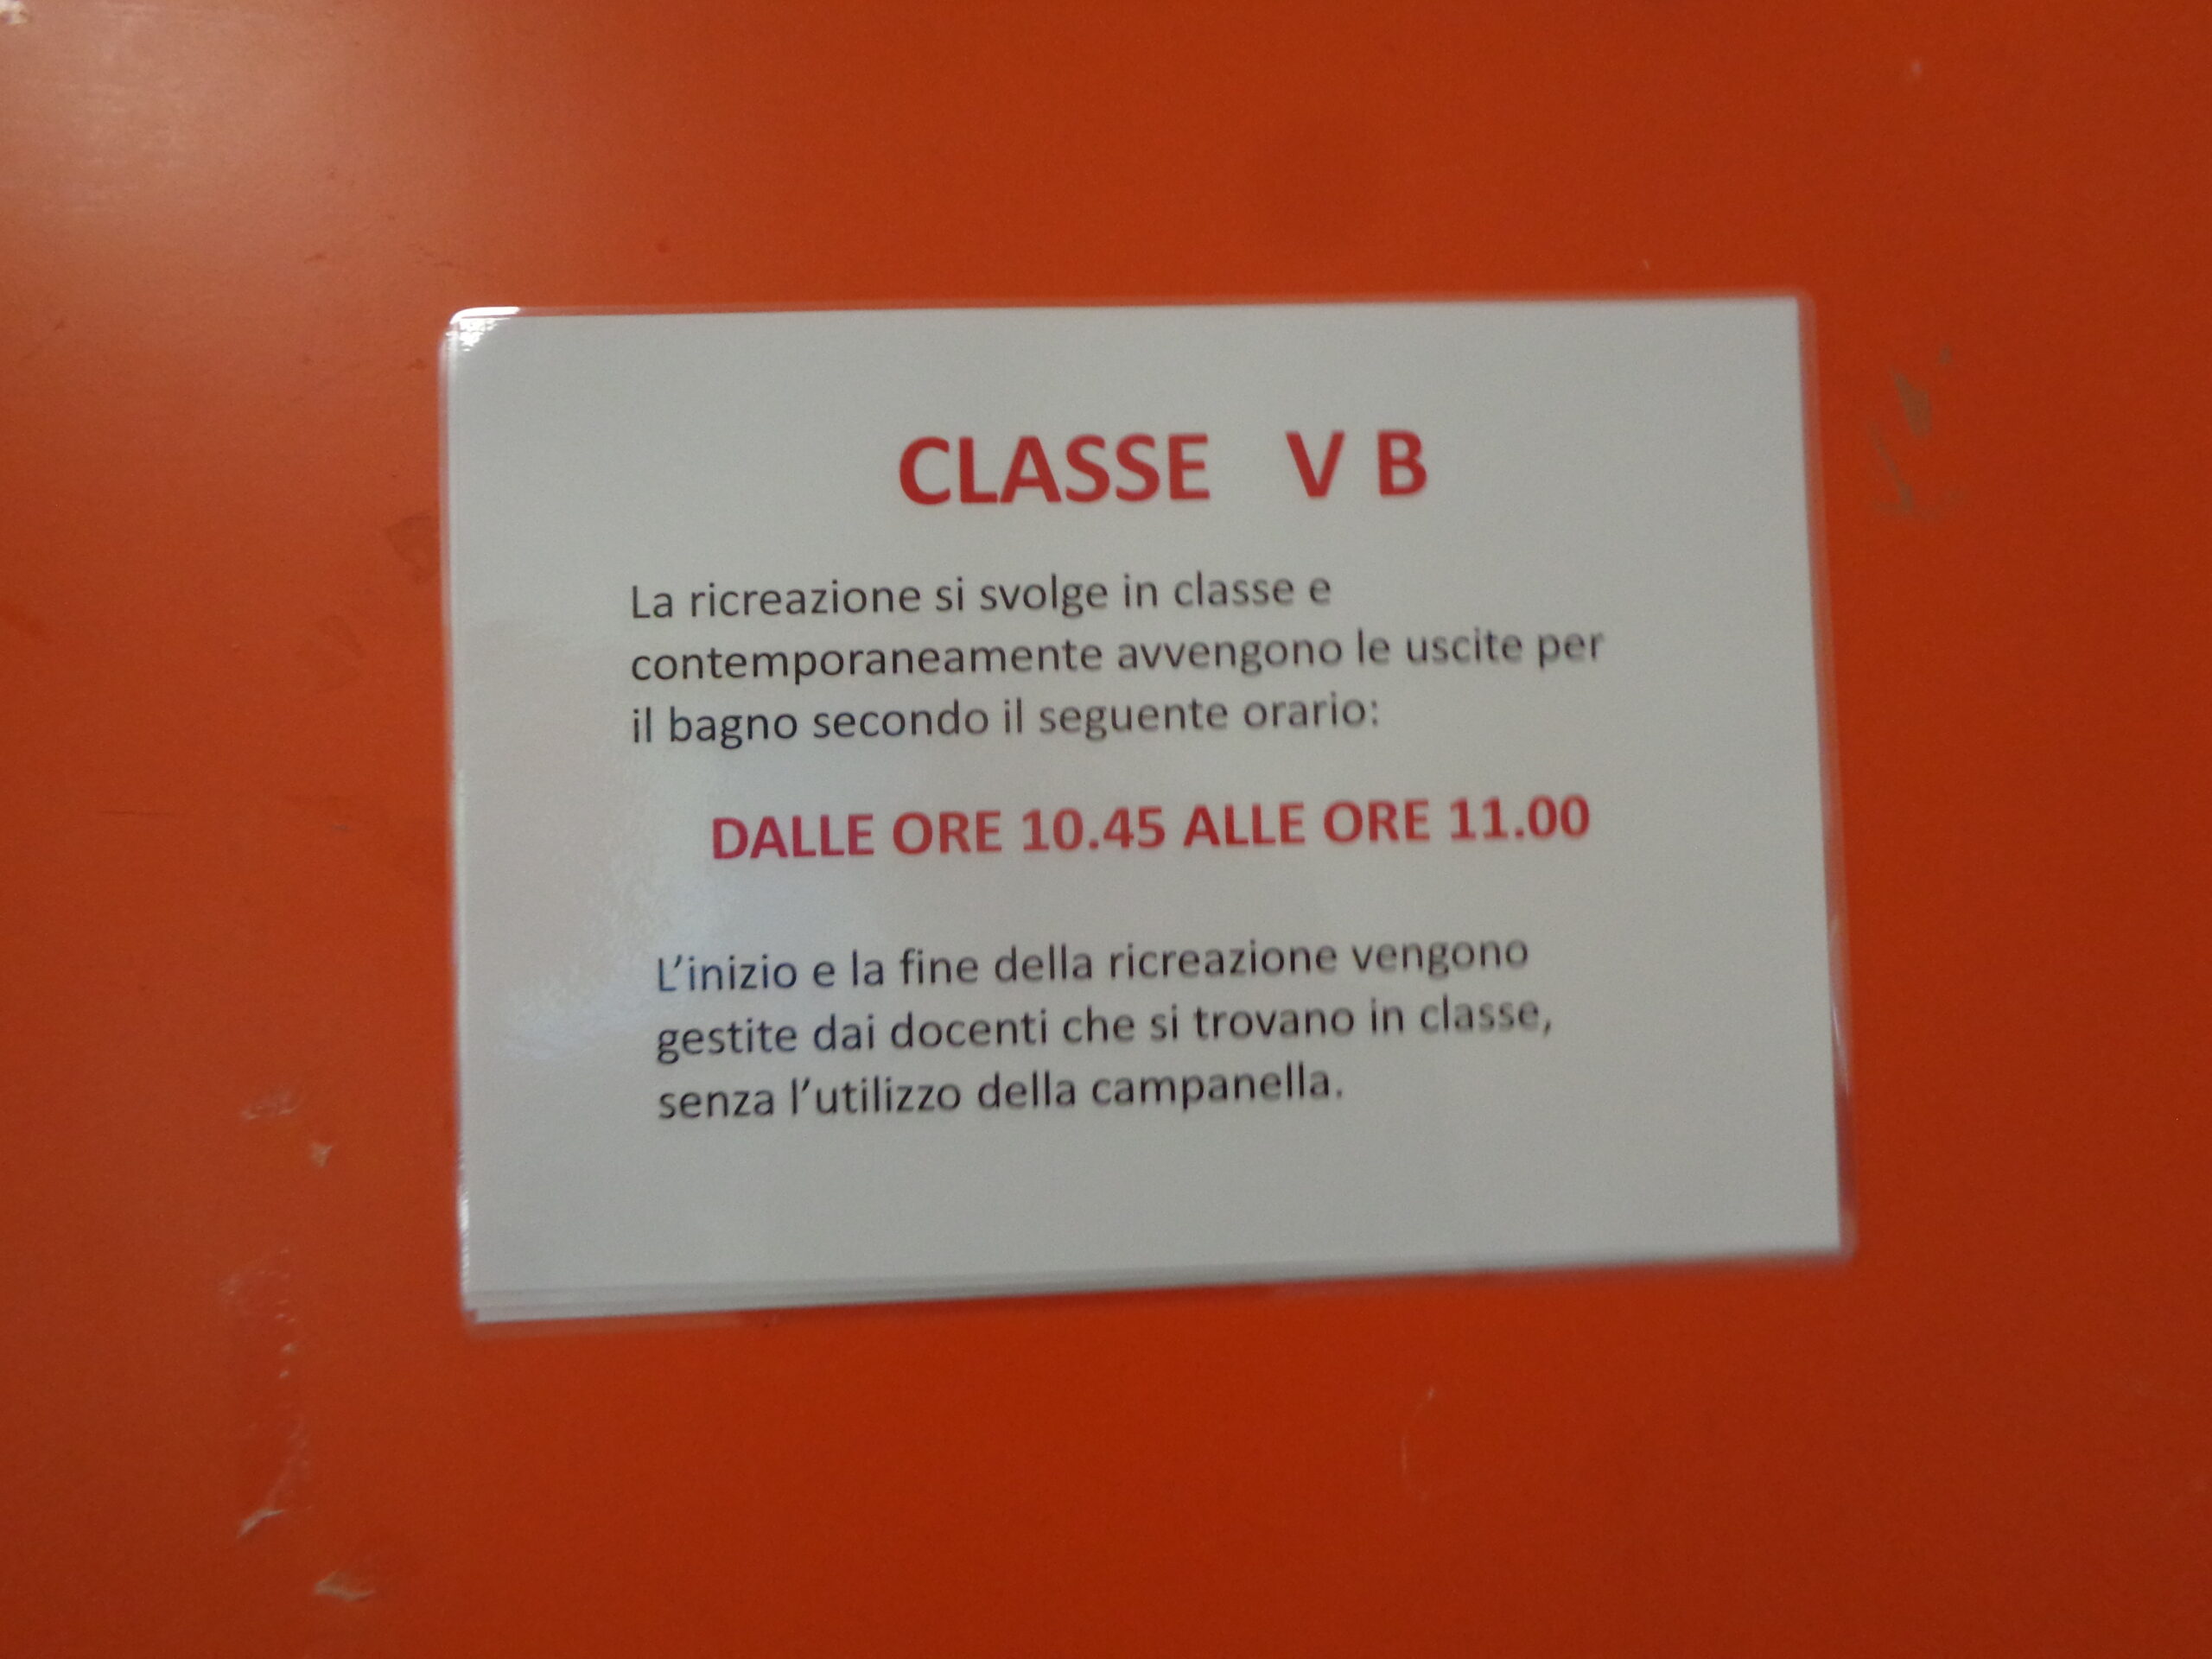 CLASSE V B
La ricreazione si svolge in classe e
contemporaneamente avvengono le uscite per
il bagno secondo il seguente orario:
DALLE ORE 10.45 ALLE ORE 11.00
L’inizio e la fine della ricreazione vengono
gestite dai docenti che si trovano in classe,
senza l’utilizzo della campanella.